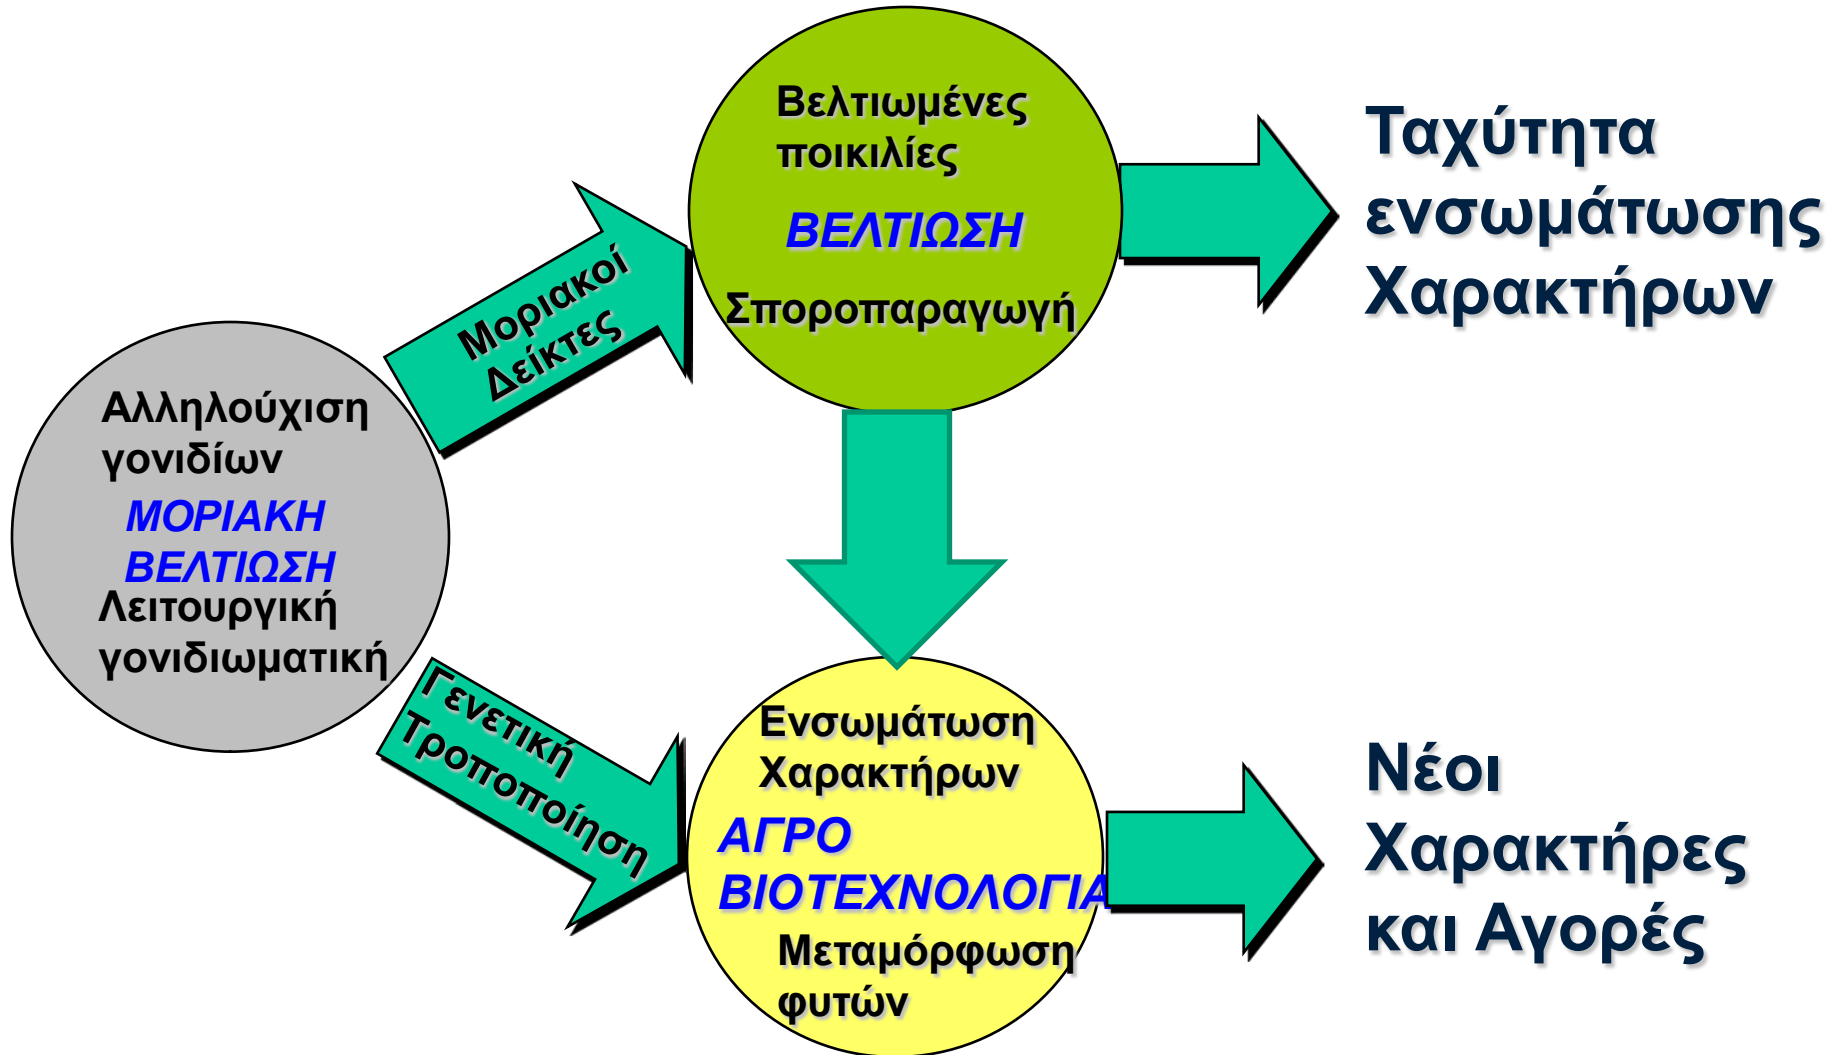 Βελτιωμένες
ποικιλίες
ΒΕΛΤΙΩΣΗ
Σποροπαραγωγή
Ταχύτητα
ενσωμάτωσης
Χαρακτήρων
Μοριακοί
Δείκτες
Αλληλούχιση
γονιδίων
ΜΟΡΙΑΚΗ
ΒΕΛΤΙΩΣΗ
Λειτουργική
γονιδιωματική
Γενετική
Τροποποίηση
Ενσωμάτωση
Χαρακτήρων
ΑΓΡΟ
ΒΙΟΤΕΧΝΟΛΟΓΙΑ
Μεταμόρφωση
φυτών
Νέοι
Χαρακτήρες
και Αγορές